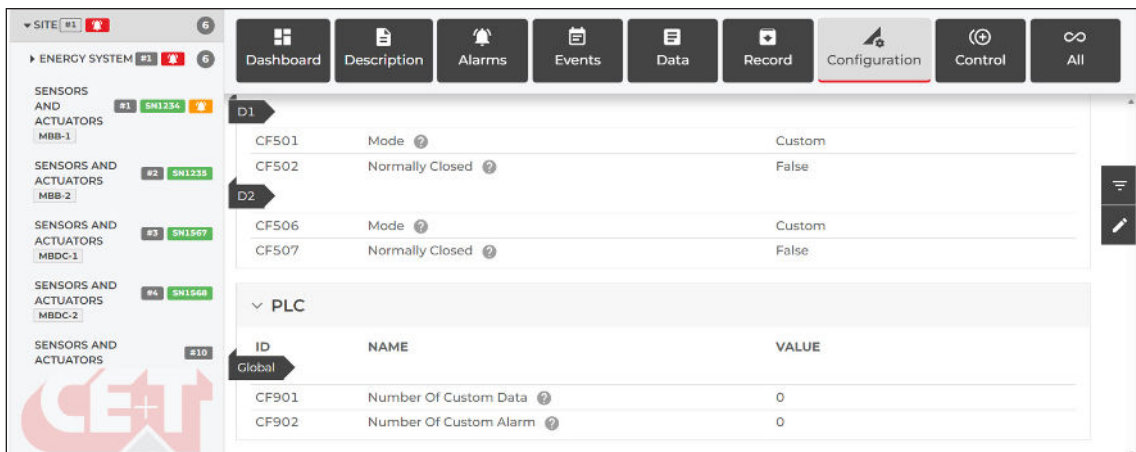 SITE #1 6
ENERGY SYSTEM #1 6
SENSORS
AND
ACTUATORS
#1 SN1234
MBB-1
SENSORS AND
ACTUATORS
#2 SN1235
MBB-2
SENSORS AND
ACTUATORS
#3 SN1567
MBDC-1
SENSORS AND
ACTUATORS
#4 SN1568
MBDC-2
SENSORS AND
ACTUATORS
#10
CE+T
Dashboard Description Alarms Events Data Record Configuration Control All
D1
CF501 Mode ? Custom
CF502 Normally Closed ? False
D2
CF506 Mode ? Custom
CF507 Normally Closed ? False
PLC
ID NAME VALUE
Global
CF901 Number Of Custom Data ? 0
CF902 Number Of Custom Alarm ? 0